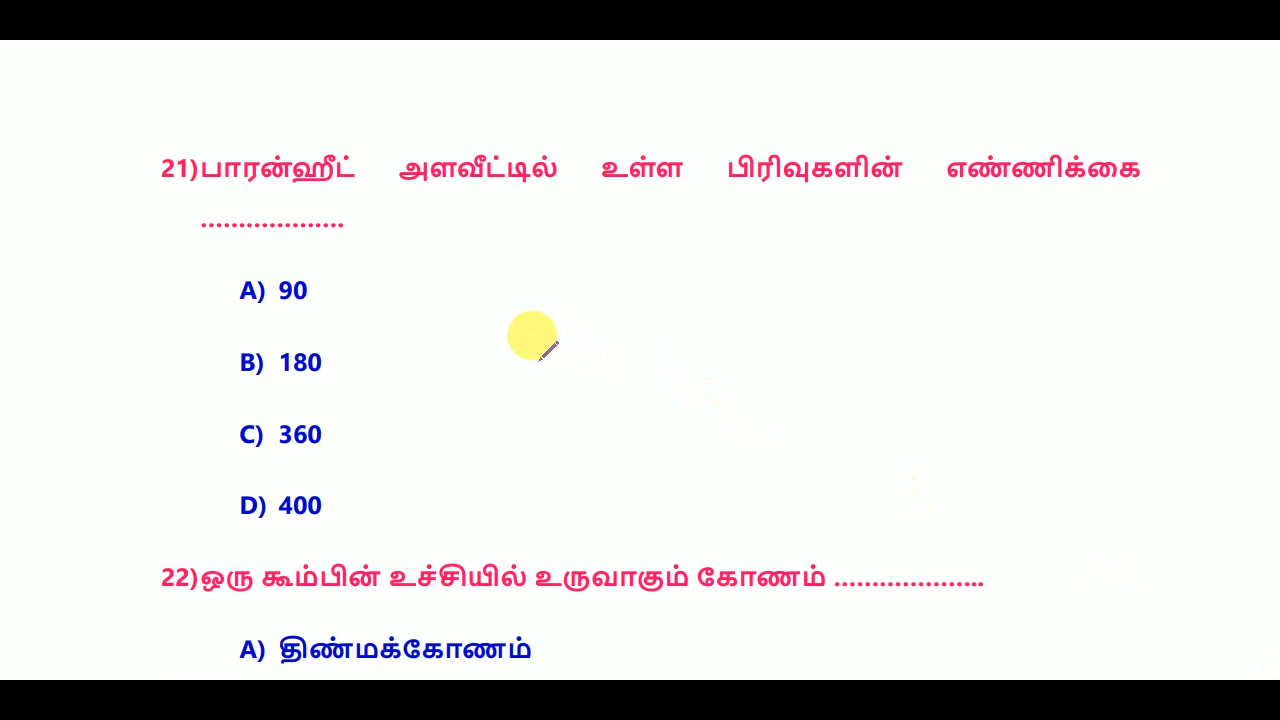 21)பாரன்ஹீட் அளவீட்டில் உள்ள பிரிவுகளின் எண்ணிக்கை
...................
A) 90
B) 180
C) 360
D) 400
22)ஒரு கூம்பின் உச்சியில் உருவாகும் கோணம் ....................
A) திண்மக்கோணம்